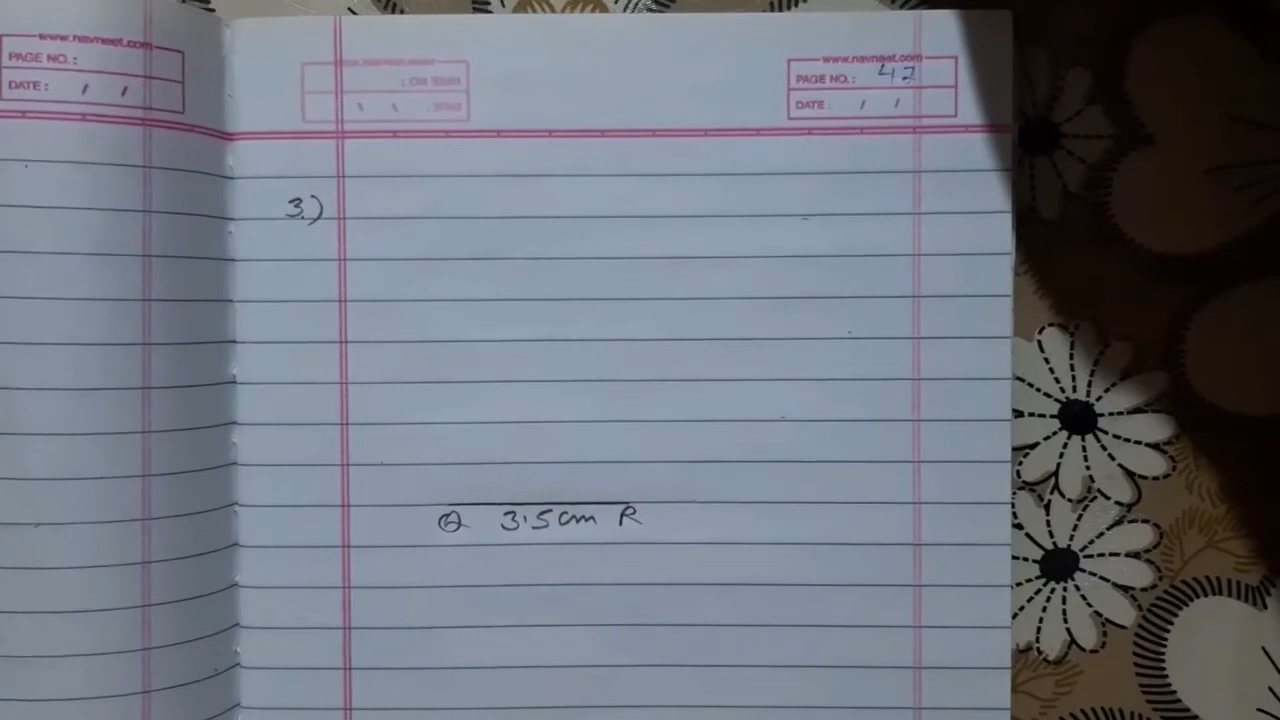 www.navneet.com
PAGE NO. :
DATE : / /
www.navneet.com
PAGE NO. : 42
DATE : / /
3.)
Q 3.5cm R